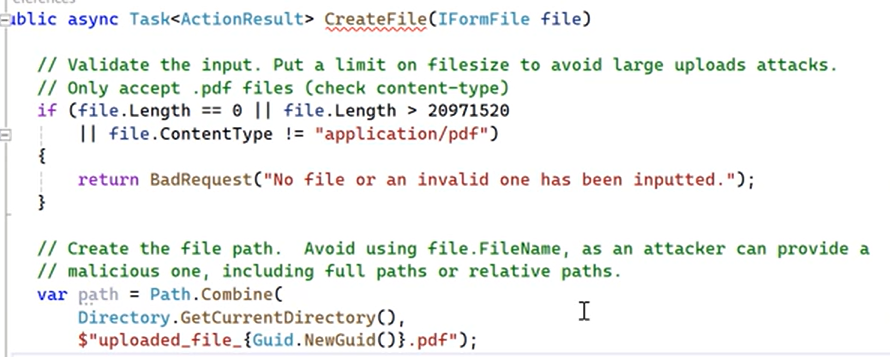 ublic async Task<ActionResult> CreateFile(IFormFile file)
// Validate the input. Put a limit on filesize to avoid large uploads attacks.
// Only accept .pdf files (check content-type)
if (file.Length == 0 || file.Length > 20971520
|| file.ContentType != "application/pdf")
{
return BadRequest("No file or an invalid one has been inputted.");
}
// Create the file path.  Avoid using file.FileName, as an attacker can provide a
// malicious one, including full paths or relative paths.
var path = Path.Combine(
Directory.GetCurrentDirectory(),
$"uploaded_file_{Guid.NewGuid()}.pdf");